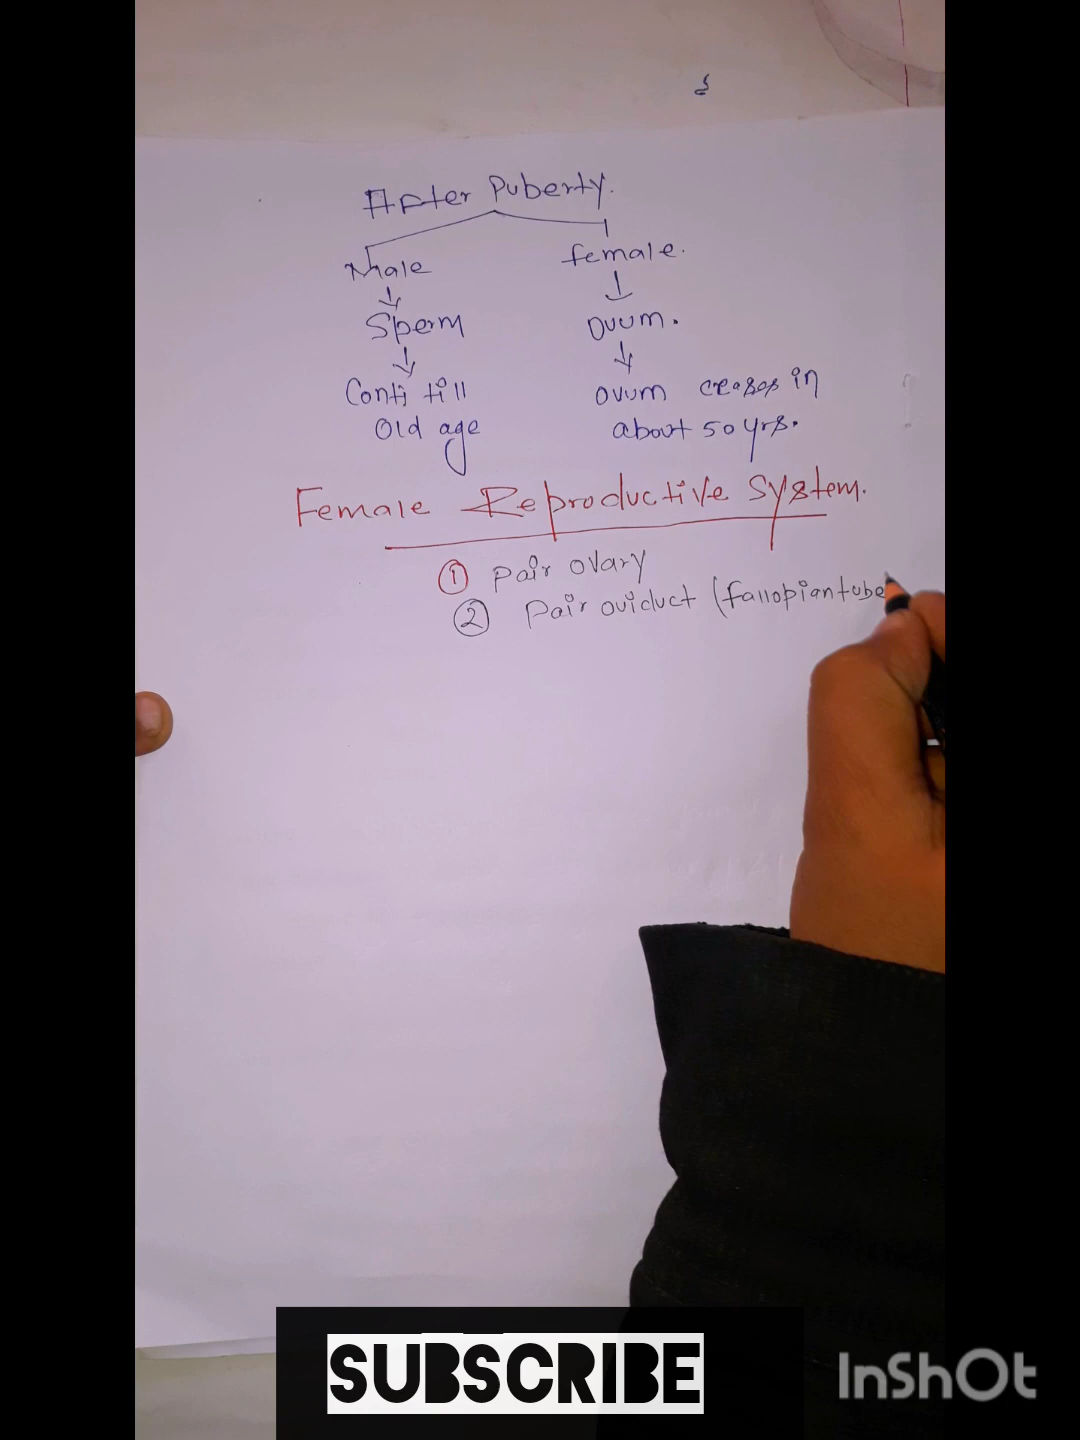 After Puberty.
Male female.
Sperm Ovum.
Conti till ovum creases in
Old age about 50 yrs.
Female Reproductive System.
① Pair ovary
② Pair oviduct (fallopian tube
SUBSCRIBE
InShOt